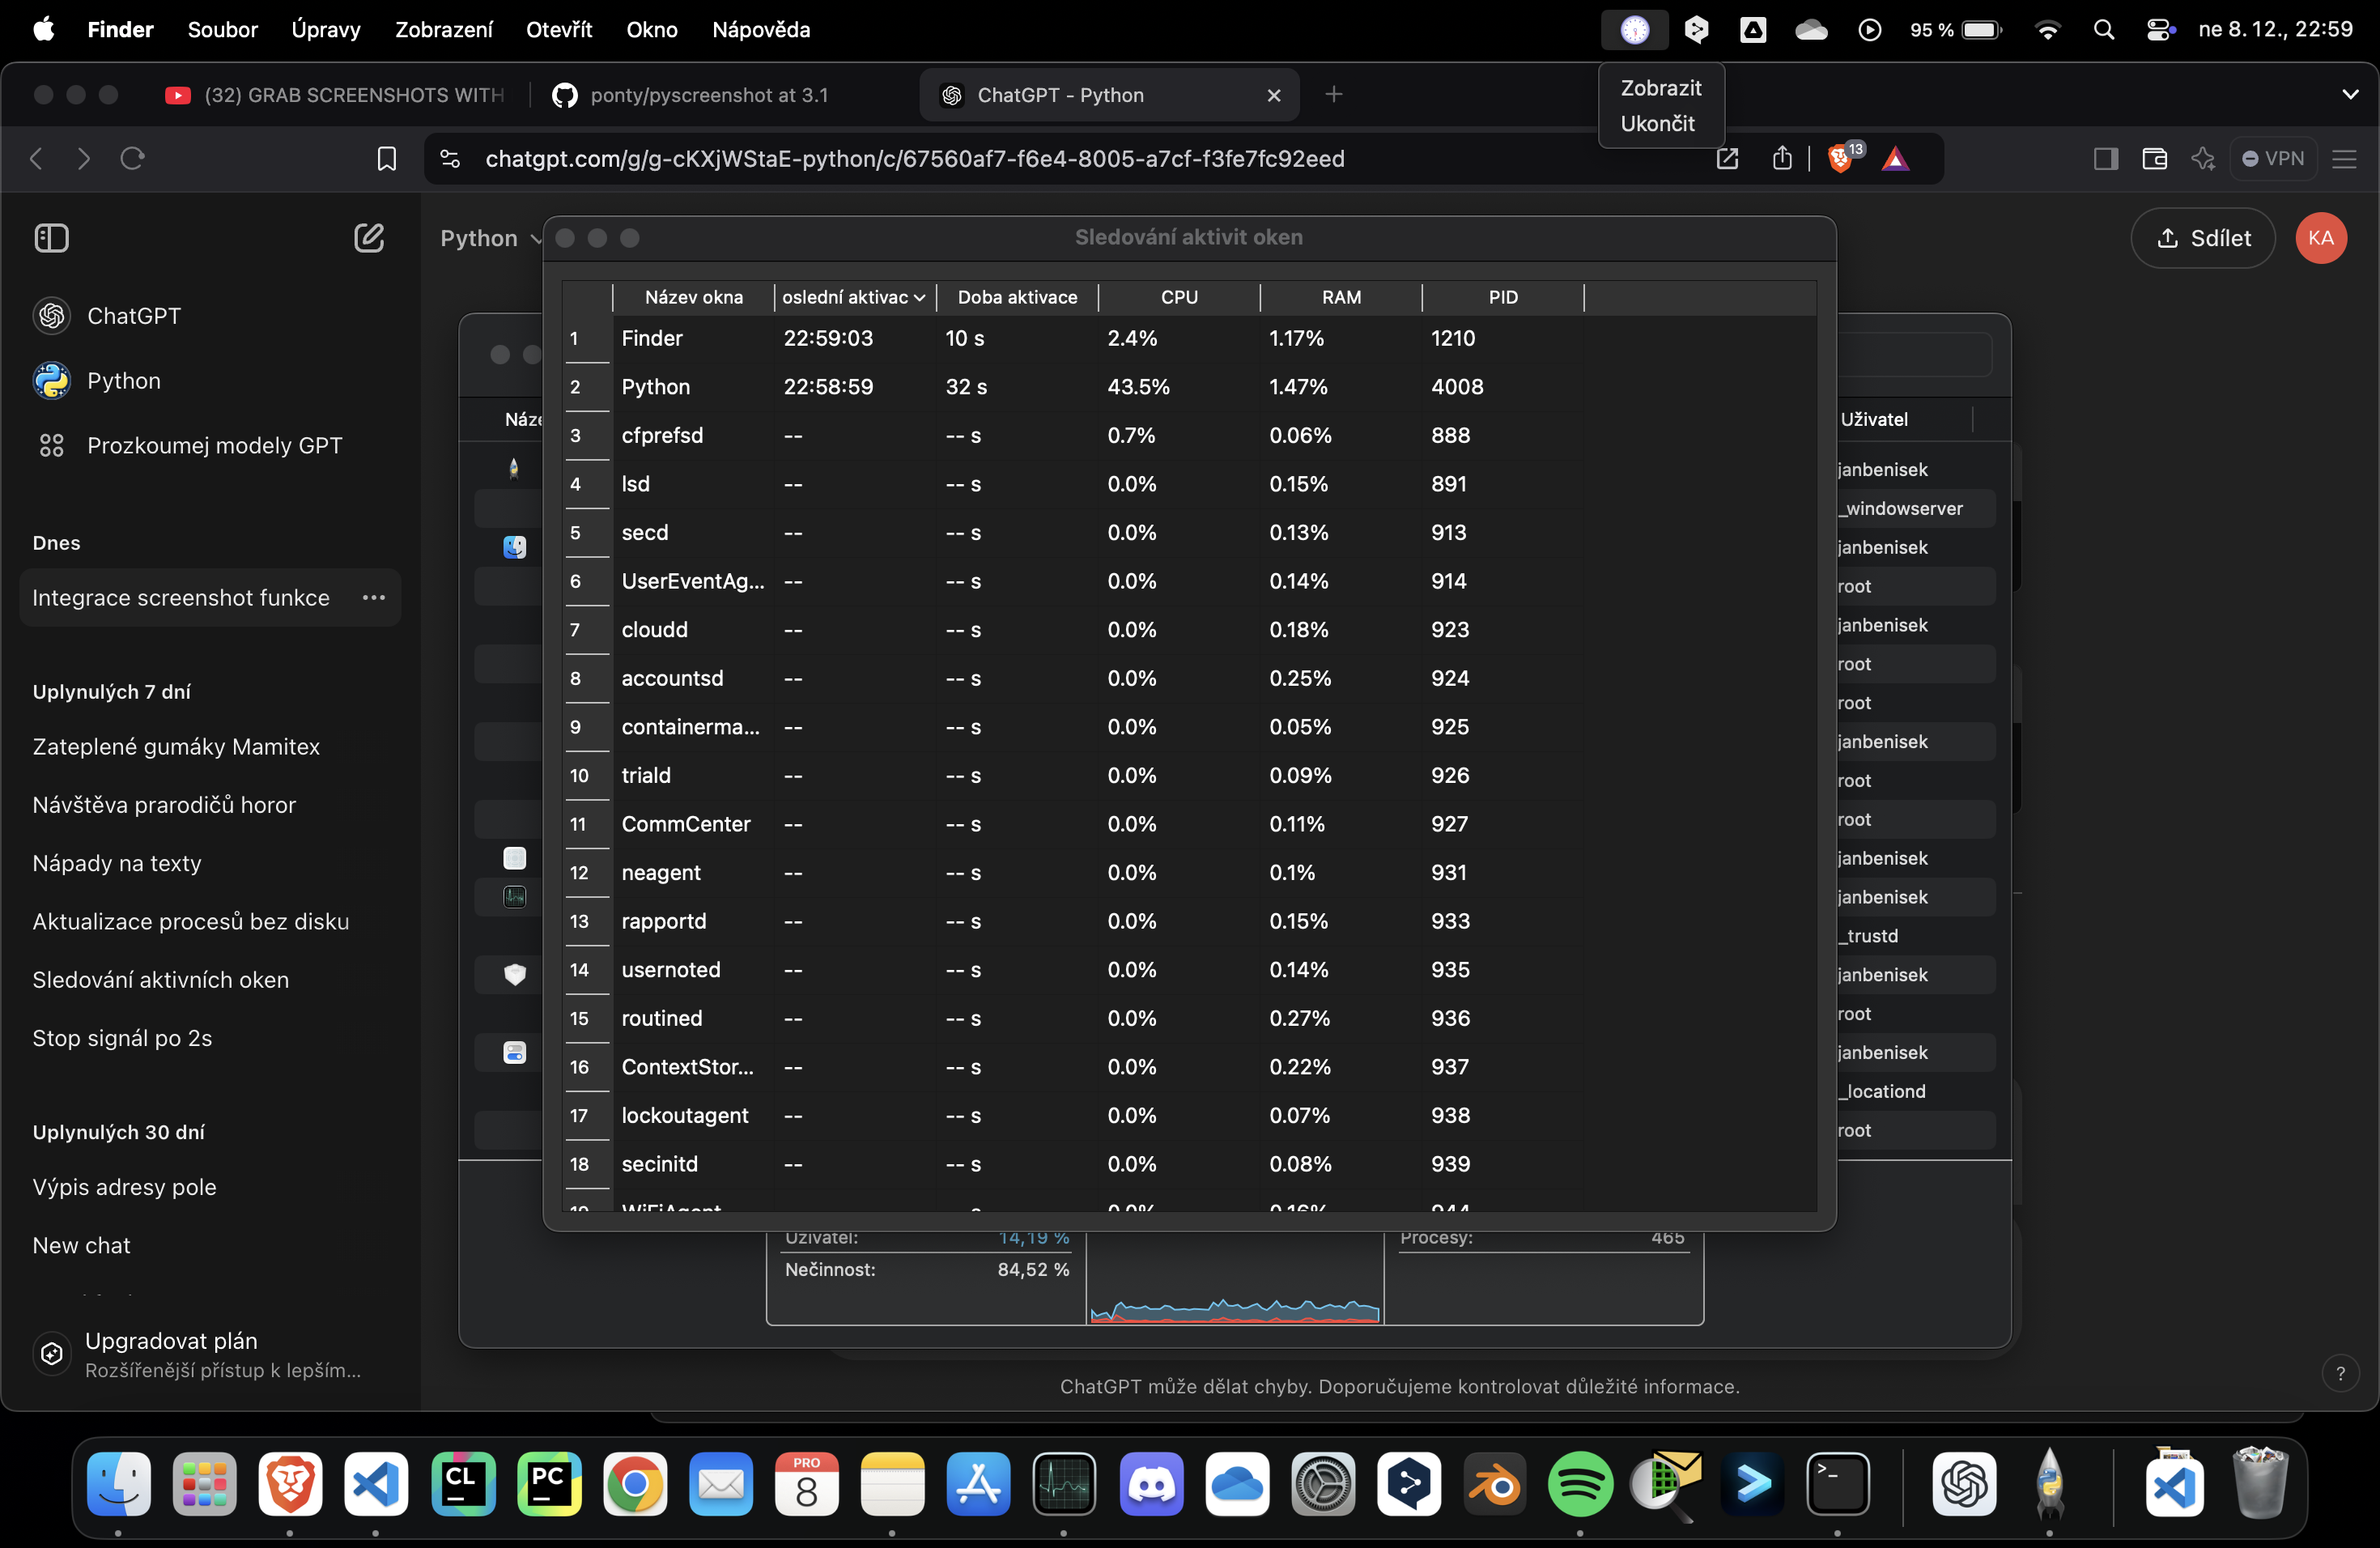 Finder Soubor Úpravy Zobrazení Otevřít Okno Nápověda 95 % ne 8. 12., 22:59
(32) GRAB SCREENSHOTS WITH ponty/pyscreenshot at 3.1 ChatGPT - Python
Zobrazit
Ukončit
chatgpt.com/g/g-cKXjWStaE-python/c/67560af7-f6e4-8005-a7cf-f3fe7fc92eed 13 VPN
Python Sdílet KA
ChatGPT
Python
Prozkoumej modely GPT
Dnes
Integrace screenshot funkce
Uplynulých 7 dní
Zateplené gumáky Mamitex
Návštěva prarodičů horor
Nápady na texty
Aktualizace procesů bez disku
Sledování aktivních oken
Stop signál po 2s
Uplynulých 30 dní
Výpis adresy pole
New chat
Upgradovat plán
Rozšířenější přístup k lepším...
Sledování aktivit oken
Název okna oslední aktivac Doba aktivace CPU RAM PID
1 Finder 22:59:03 10 s 2.4% 1.17% 1210
2 Python 22:58:59 32 s 43.5% 1.47% 4008
3 cfprefsd -- -- s 0.7% 0.06% 888
4 lsd -- -- s 0.0% 0.15% 891
5 secd -- -- s 0.0% 0.13% 913
6 UserEventAg... -- -- s 0.0% 0.14% 914
7 cloudd -- -- s 0.0% 0.18% 923
8 accountsd -- -- s 0.0% 0.25% 924
9 containerma... -- -- s 0.0% 0.05% 925
10 triald -- -- s 0.0% 0.09% 926
11 CommCenter -- -- s 0.0% 0.11% 927
12 neagent -- -- s 0.0% 0.1% 931
13 rapportd -- -- s 0.0% 0.15% 933
14 usernoted -- -- s 0.0% 0.14% 935
15 routined -- -- s 0.0% 0.27% 936
16 ContextStor... -- -- s 0.0% 0.22% 937
17 lockoutagent -- -- s 0.0% 0.07% 938
18 secinitd -- -- s 0.0% 0.08% 939
19 WiFiAgent -- -- s 0.0% 0.16% 944
Náze
Uživatel
janbenisek
_windowserver
janbenisek
root
janbenisek
root
root
janbenisek
root
root
janbenisek
janbenisek
_trustd
janbenisek
root
janbenisek
_locationd
root
Uživatel: 14,19 % Procesy: 465
Nečinnost: 84,52 %
ChatGPT může dělat chyby. Doporučujeme kontrolovat důležité informace.
?
CL PC PRO 8 >_